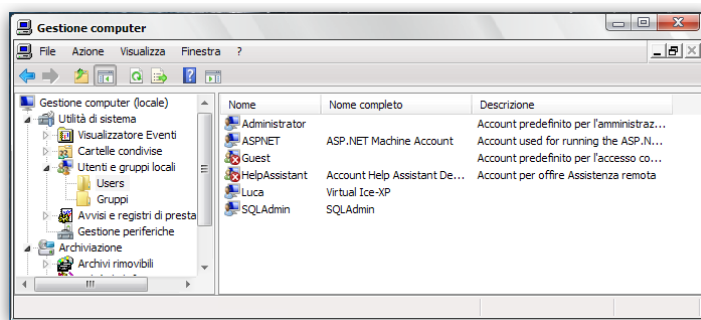 Gestione computer
File Azione Visualizza Finestra ?
Gestione computer (locale)
Utilità di sistema
Visualizzatore Eventi
Cartelle condivise
Utenti e gruppi locali
Users
Gruppi
Avvisi e registri di presta
Gestione periferiche
Archiviazione
Archivi rimovibili
Nome Nome completo Descrizione
Administrator Account predefinito per l'amministraz...
ASPNET ASP.NET Machine Account Account used for running the ASP.N...
Guest Account predefinito per l'accesso co...
HelpAssistant Account Help Assistant De... Account per offire Assistenza remota
Luca Virtual Ice-XP
SQLAdmin SQLAdmin